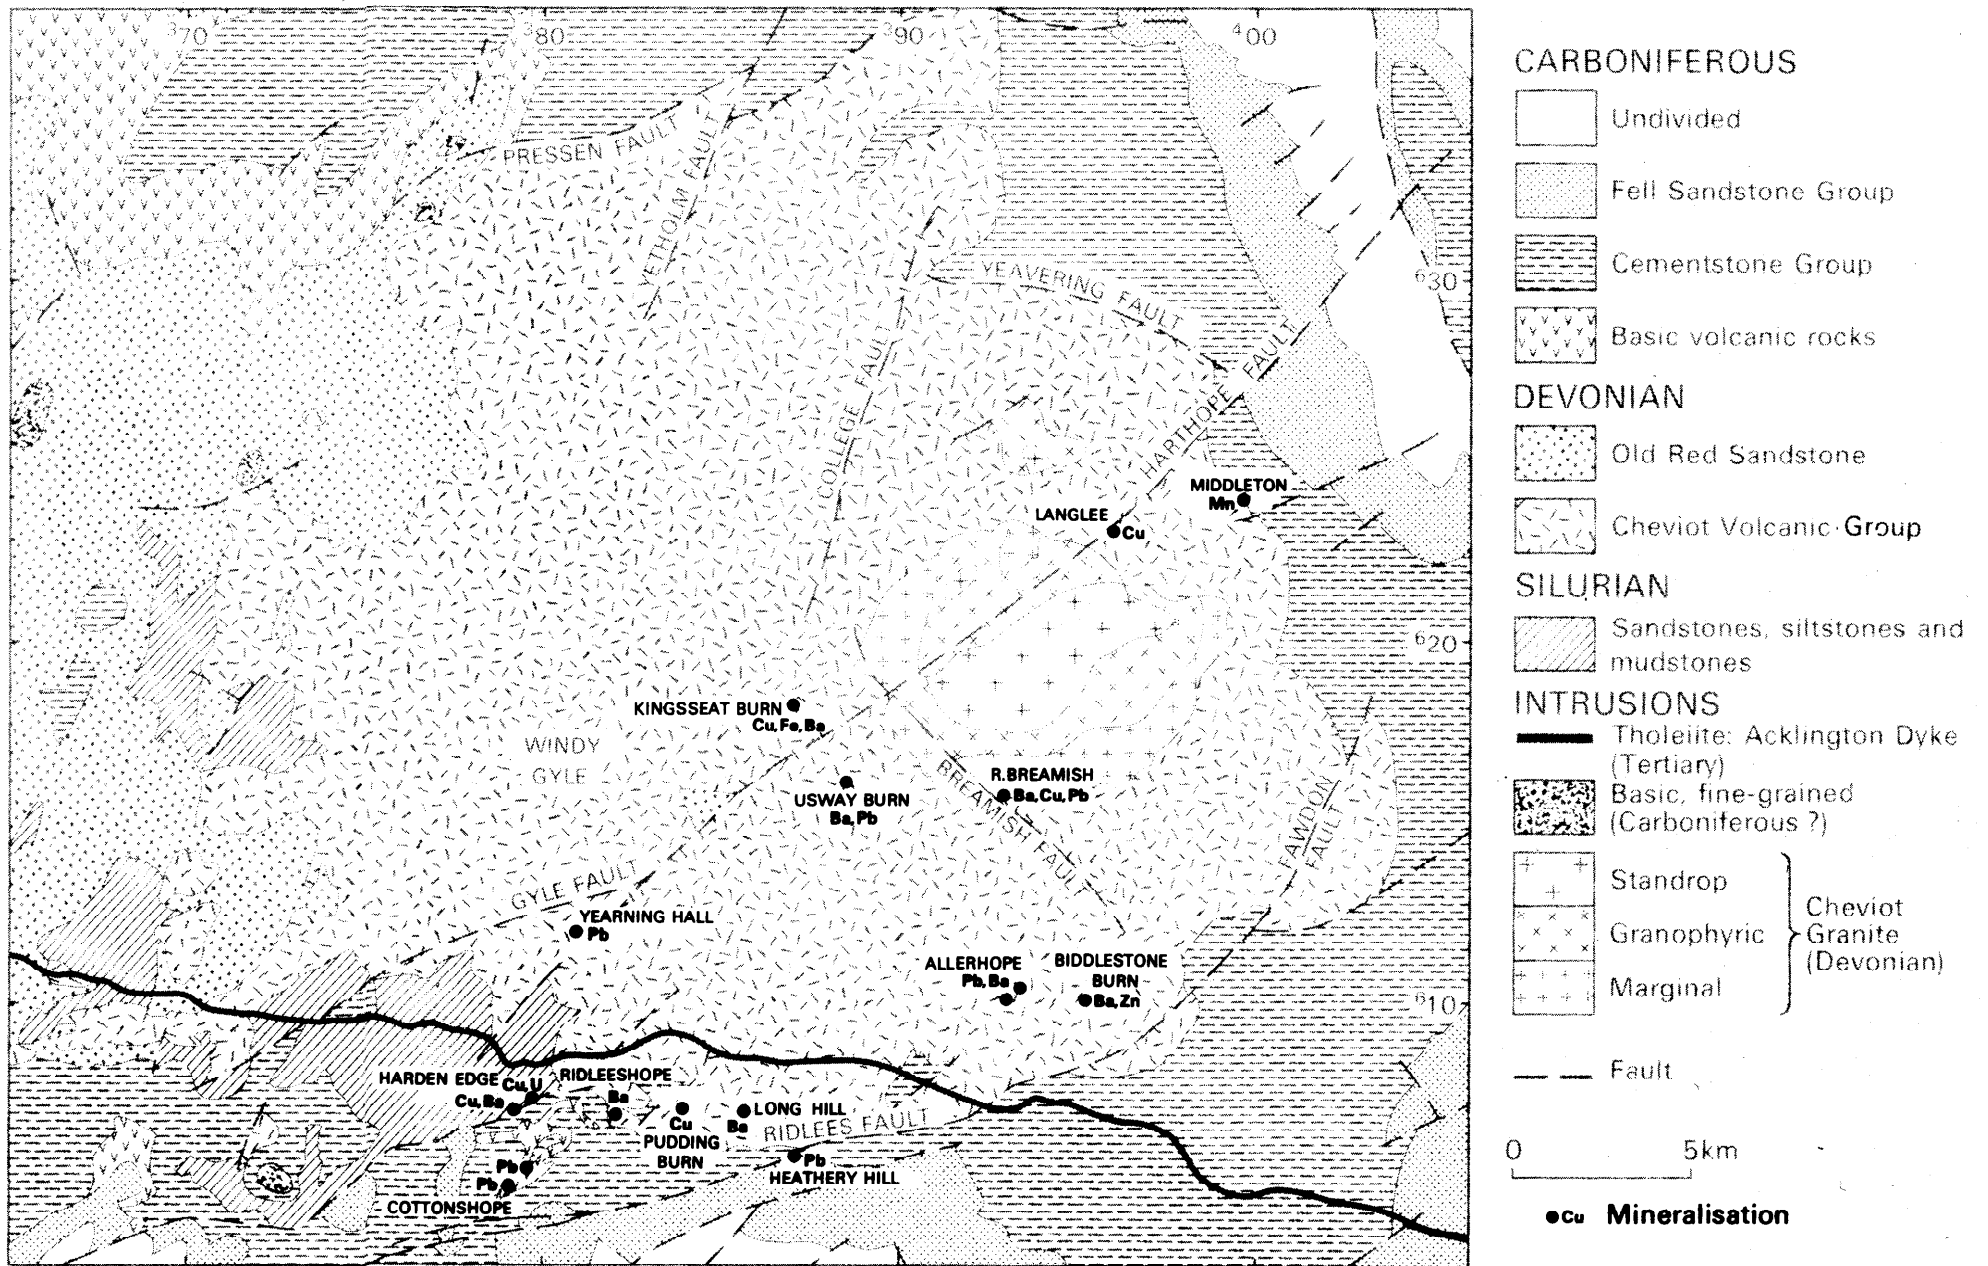 370
380
390
400
PRESSEN FAULT
YETHOLM FAULT
YEAVERING FAULT
630
COLLEGE FAULT
HARTHOPE FAULT
MIDDLETON
Mn
LANGLEE
Cu
620
KINGSSEAT BURN
Cu,Fe,Ba
WINDY
GYLE
USWAY BURN
Ba,Pb
R.BREAMISH
Ba,Cu,Pb
BREAMISH FAULT
FAWDON
FAULT
GYLE FAULT
YEARNING HALL
Pb
ALLERHOPE
Pb,Ba
BIDDLESTONE
BURN
Ba,Zn
610
HARDEN EDGE
Cu,U
Cu,Ba
RIDLEESHOPE
Ba
Cu
PUDDING
BURN
LONG HILL
Ba
RIDLEES FAULT
Pb
HEATHERY HILL
Pb
Pb
COTTONSHOPE
CARBONIFEROUS
Undivided
Fell Sandstone Group
Cementstone Group
Basic volcanic rocks
DEVONIAN
Old Red Sandstone
Cheviot Volcanic Group
SILURIAN
Sandstones, siltstones and
mudstones
INTRUSIONS
Tholeiite: Acklington Dyke
(Tertiary)
Basic, fine-grained
(Carboniferous ?)
Standrop
Granophyric
Marginal
Cheviot
Granite
(Devonian)
Fault
0 5km
Cu Mineralisation